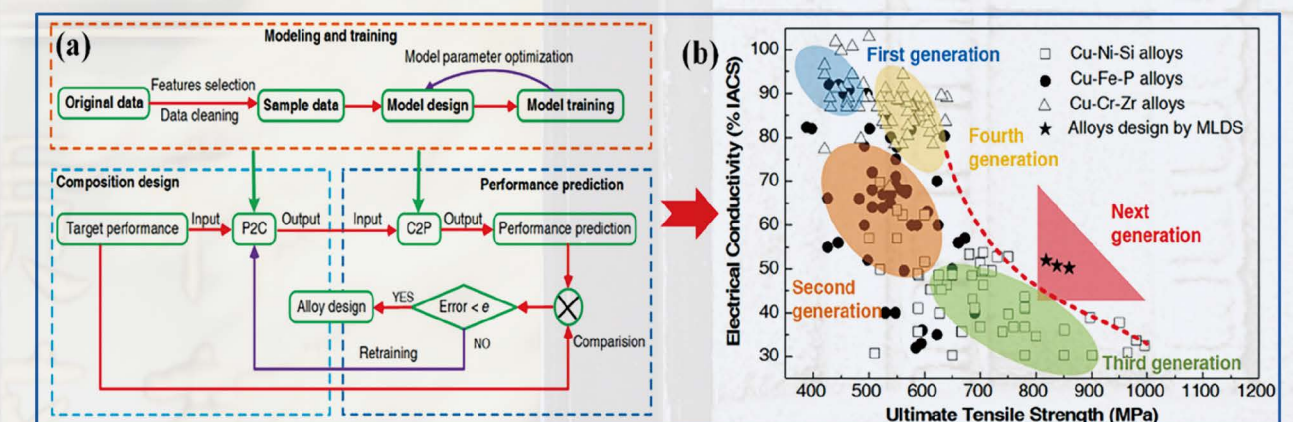 (a)
Modeling and training
Model parameter optimization
Original data
Features selection
Data cleaning
Sample data
Model design
Model training
Composition design
Performance prediction
Target performance
Input
P2C
Output
Input
C2P
Output
Performance prediction
Alloy design
YES
Error < e
NO
Comparision
Retraining
(b)
Electrical Conductivity (% IACS)
100
90
80
70
60
50
40
30
First generation
Cu-Ni-Si alloys
Cu-Fe-P alloys
Cu-Cr-Zr alloys
Alloys design by MLDS
Fourth
generation
Next
generation
Second
generation
Third generation
400
500
600
700
800
900
1000
1100
1200
Ultimate Tensile Strength (MPa)